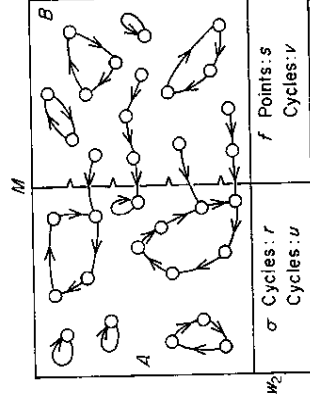 M
B
A
w₂
σ Cycles: r
Cycles: u
f Points: s
Cycles: v